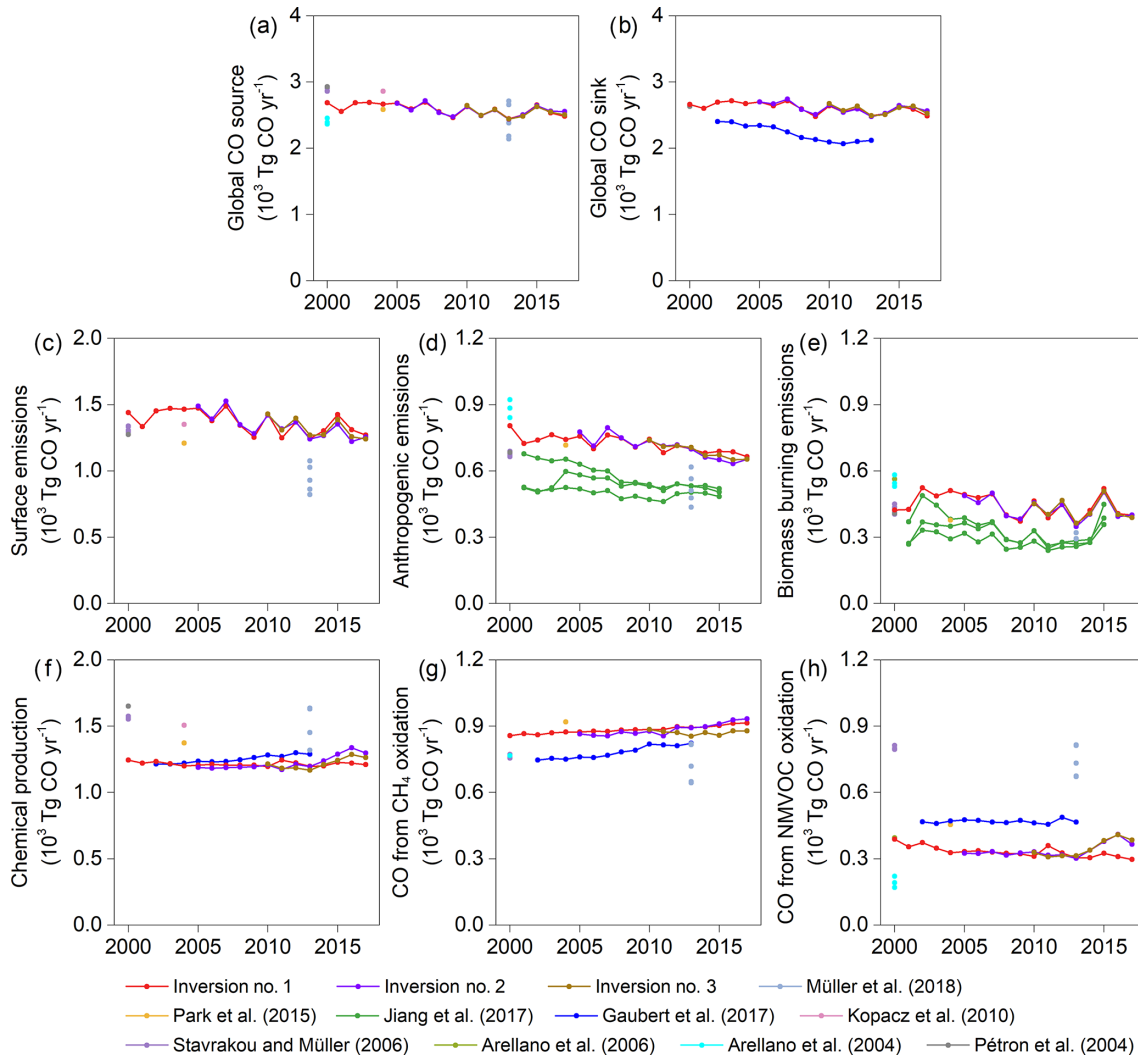 (a)
Global CO source
(10³ Tg CO yr⁻¹)
4
3
2
1
0
2000 2005 2010 2015
(b)
Global CO sink
(10³ Tg CO yr⁻¹)
4
3
2
1
0
2000 2005 2010 2015
(c)
Surface emissions
(10³ Tg CO yr⁻¹)
2.0
1.5
1.0
0.5
0.0
2000 2005 2010 2015
(d)
Anthropogenic emissions
(10³ Tg CO yr⁻¹)
1.2
0.9
0.6
0.3
0.0
2000 2005 2010 2015
(e)
Biomass burning emissions
(10³ Tg CO yr⁻¹)
1.2
0.9
0.6
0.3
0.0
2000 2005 2010 2015
(f)
Chemical production
(10³ Tg CO yr⁻¹)
2.0
1.5
1.0
0.5
0.0
2000 2005 2010 2015
(g)
CO from CH₄ oxidation
(10³ Tg CO yr⁻¹)
1.2
0.9
0.6
0.3
0.0
2000 2005 2010 2015
(h)
CO from NMVOC oxidation
(10³ Tg CO yr⁻¹)
1.2
0.9
0.6
0.3
0.0
2000 2005 2010 2015
Inversion no. 1 Inversion no. 2 Inversion no. 3 Müller et al. (2018)
Park et al. (2015) Jiang et al. (2017) Gaubert et al. (2017) Kopacz et al. (2010)
Stavrakou and Müller (2006) Arellano et al. (2006) Arellano et al. (2004) Pétron et al. (2004)